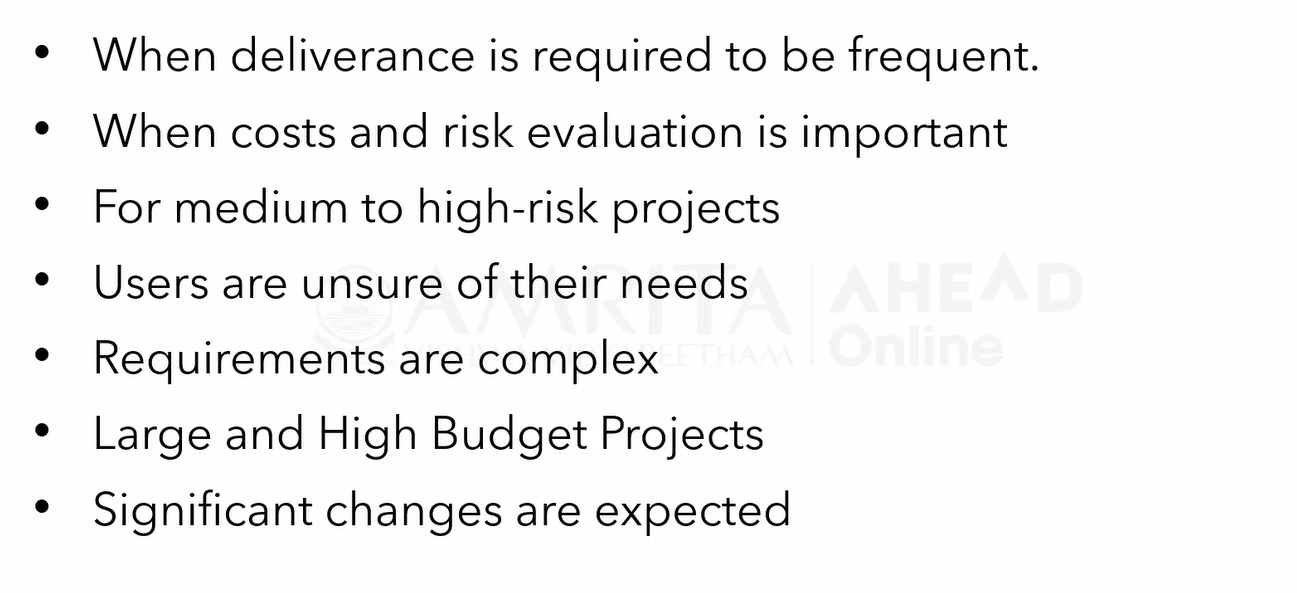 • When deliverance is required to be frequent.
• When costs and risk evaluation is important
• For medium to high-risk projects
• Users are unsure of their needs
• Requirements are complex
• Large and High Budget Projects
• Significant changes are expected
AMRITA
VISHWA VIDYAPEETHAM
AHEAD
Online